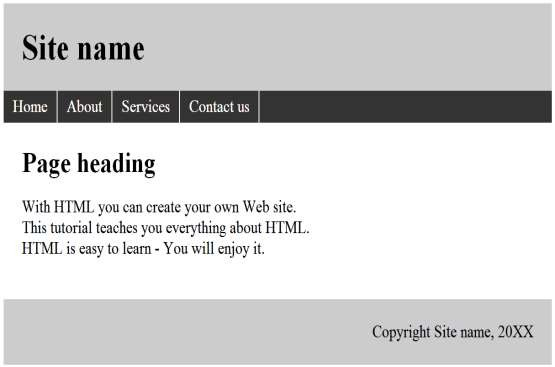 Site name
Home About Services Contact us
Page heading
With HTML you can create your own Web site.
This tutorial teaches you everything about HTML.
HTML is easy to learn - You will enjoy it.
Copyright Site name, 20XX